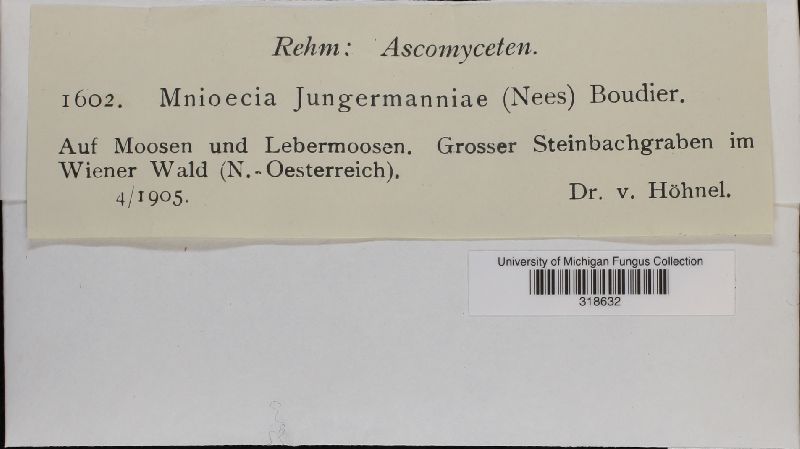 Rehm: Ascomyceten.
1602. Mnioecia Jungermanniae (Nees) Boudier.
Auf Moosen und Lebermoosen. Grosser Steinbachgraben im
Wiener Wald (N.-Oesterreich).
4/1905. Dr. v. Höhnel.
University of Michigan Fungus Collection
318632